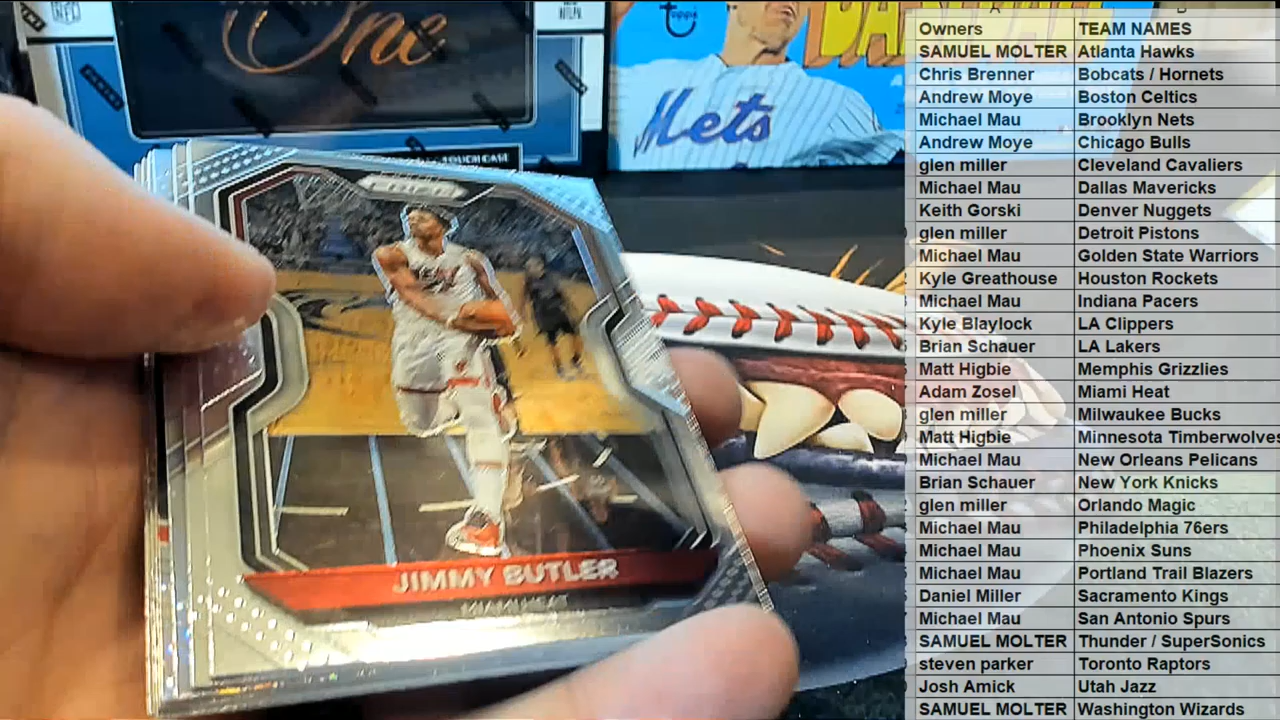 One
TOUCH CASE
topps
Mets
PRIZM
JIMMY BUTLER
MIAMI HEAT
Owners TEAM NAMES
SAMUEL MOLTER Atlanta Hawks
Chris Brenner Bobcats / Hornets
Andrew Moye Boston Celtics
Michael Mau Brooklyn Nets
Andrew Moye Chicago Bulls
glen miller Cleveland Cavaliers
Michael Mau Dallas Mavericks
Keith Gorski Denver Nuggets
glen miller Detroit Pistons
Michael Mau Golden State Warriors
Kyle Greathouse Houston Rockets
Michael Mau Indiana Pacers
Kyle Blaylock LA Clippers
Brian Schauer LA Lakers
Matt Higbie Memphis Grizzlies
Adam Zosel Miami Heat
glen miller Milwaukee Bucks
Matt Higbie Minnesota Timberwolves
Michael Mau New Orleans Pelicans
Brian Schauer New York Knicks
glen miller Orlando Magic
Michael Mau Philadelphia 76ers
Michael Mau Phoenix Suns
Michael Mau Portland Trail Blazers
Daniel Miller Sacramento Kings
Michael Mau San Antonio Spurs
SAMUEL MOLTER Thunder / SuperSonics
steven parker Toronto Raptors
Josh Amick Utah Jazz
SAMUEL MOLTER Washington Wizards